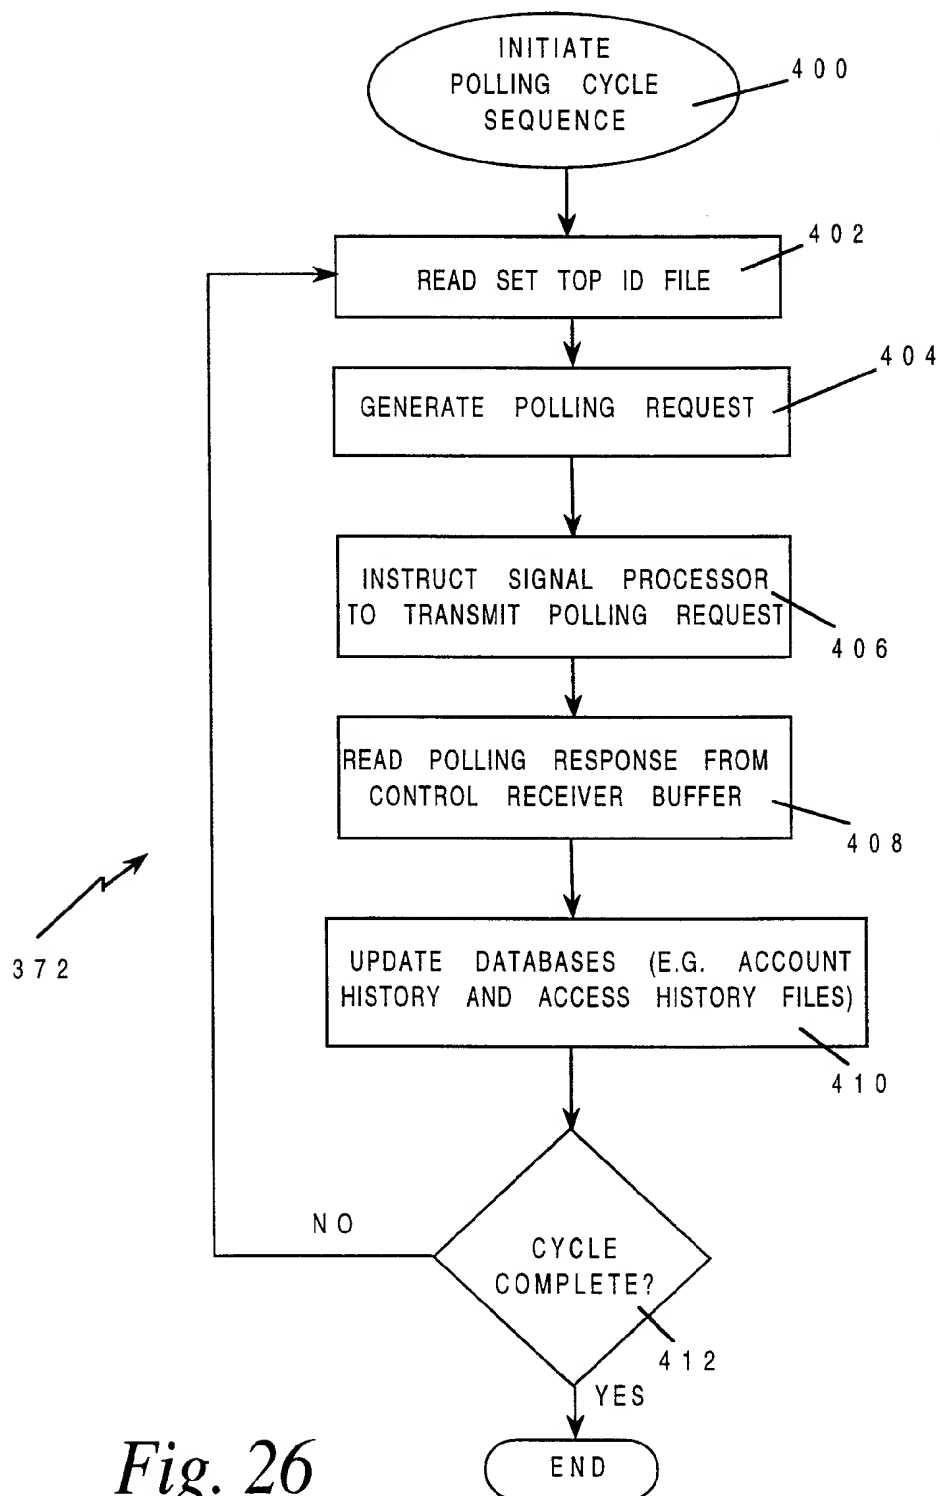 INITIATE
POLLING CYCLE
SEQUENCE
400
402
READ SET TOP ID FILE
404
GENERATE POLLING REQUEST
INSTRUCT SIGNAL PROCESSOR
TO TRANSMIT POLLING REQUEST
406
READ POLLING RESPONSE FROM
CONTROL RECEIVER BUFFER
408
372
UPDATE DATABASES (E.G. ACCOUNT
HISTORY AND ACCESS HISTORY FILES)
410
NO
CYCLE
COMPLETE?
412
YES
END
Fig. 26